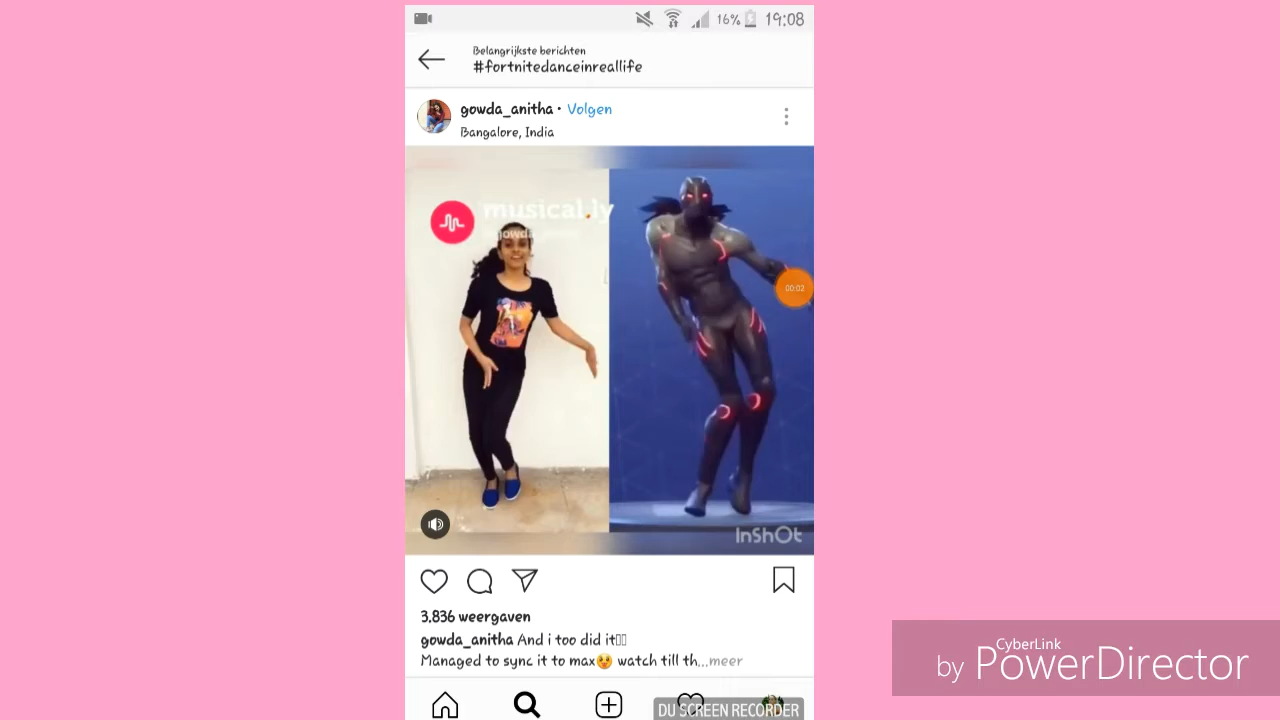 16% 19:08
Belangrijkste berichten
#fortnitedanceinreallife
gowda_anitha • Volgen
Bangalore, India
musical.ly
00:02
InShOt
3.836 weergaven
gowda_anitha And i too did it
Managed to sync it to max😵 watch till th...meer
CyberLink
by PowerDirector
DU SCREEN RECORDER